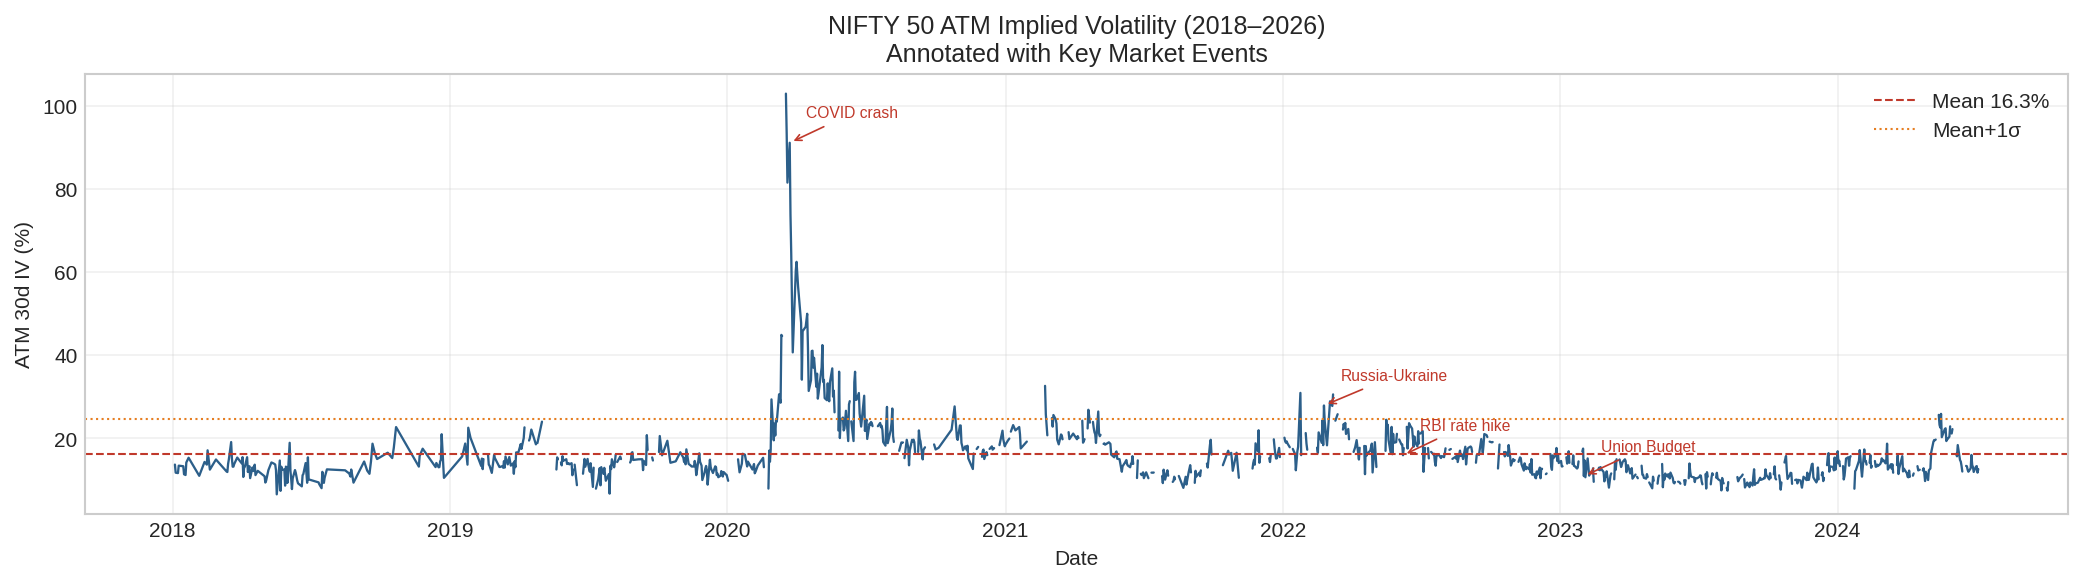 NIFTY 50 ATM Implied Volatility (2018–2026)
Annotated with Key Market Events
ATM 30d IV (%)
100
80
60
40
20
COVID crash
Russia-Ukraine
RBI rate hike
Union Budget
Mean 16.3%
Mean+1σ
2018 2019 2020 2021 2022 2023 2024
Date